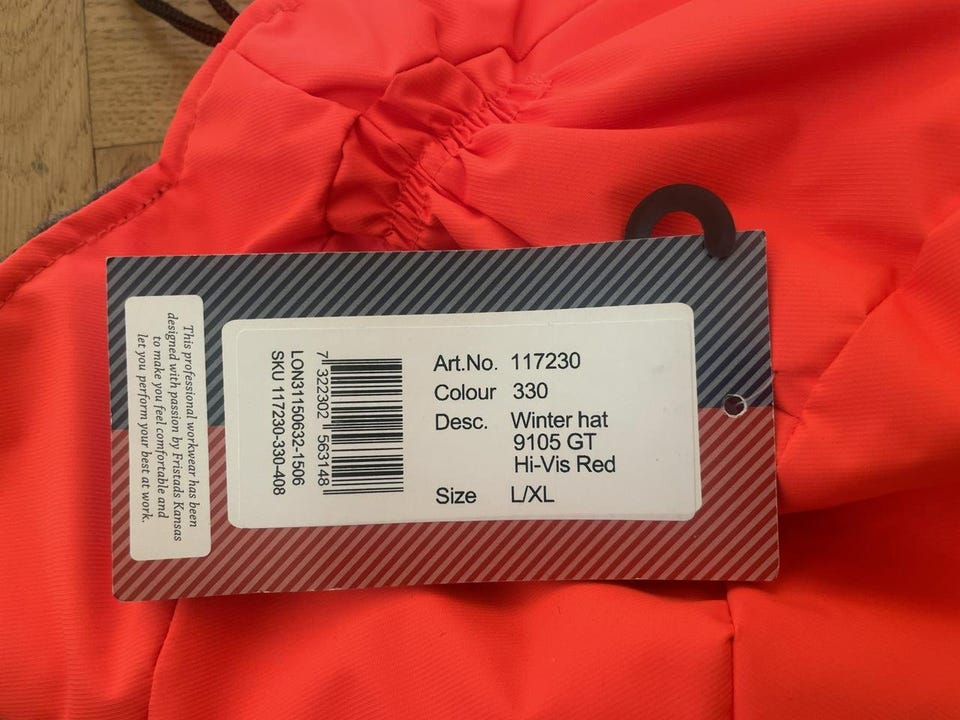 This professional workwear has been
designed with passion by Fristads Kansas
to make you feel comfortable and
let you perform your best at work.
Art.No. 117230
Colour 330
Desc. Winter hat
9105 GT
Hi-Vis Red
Size L/XL
7 322302 563148
LON31150632-1506
SKU 117230-330-408